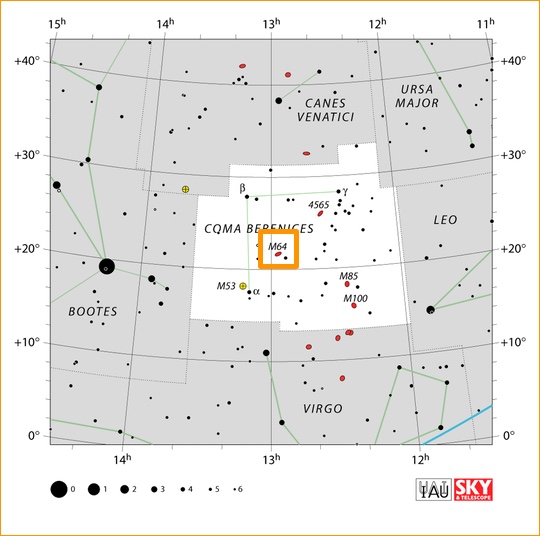 15h 14h 13h 12h 11h
+40° +40°
URSA
MAJOR
CANES
VENATICI
+30° +30°
β γ
4565
LEO
COMA BERENICES
M64
+20° +20°
M85
M53 α
M100
BOOTES
+10° +10°
VIRGO
0° 0°
14h 13h 12h
0 1 2 3 4 5 6
IAU SKY
& TELESCOPE